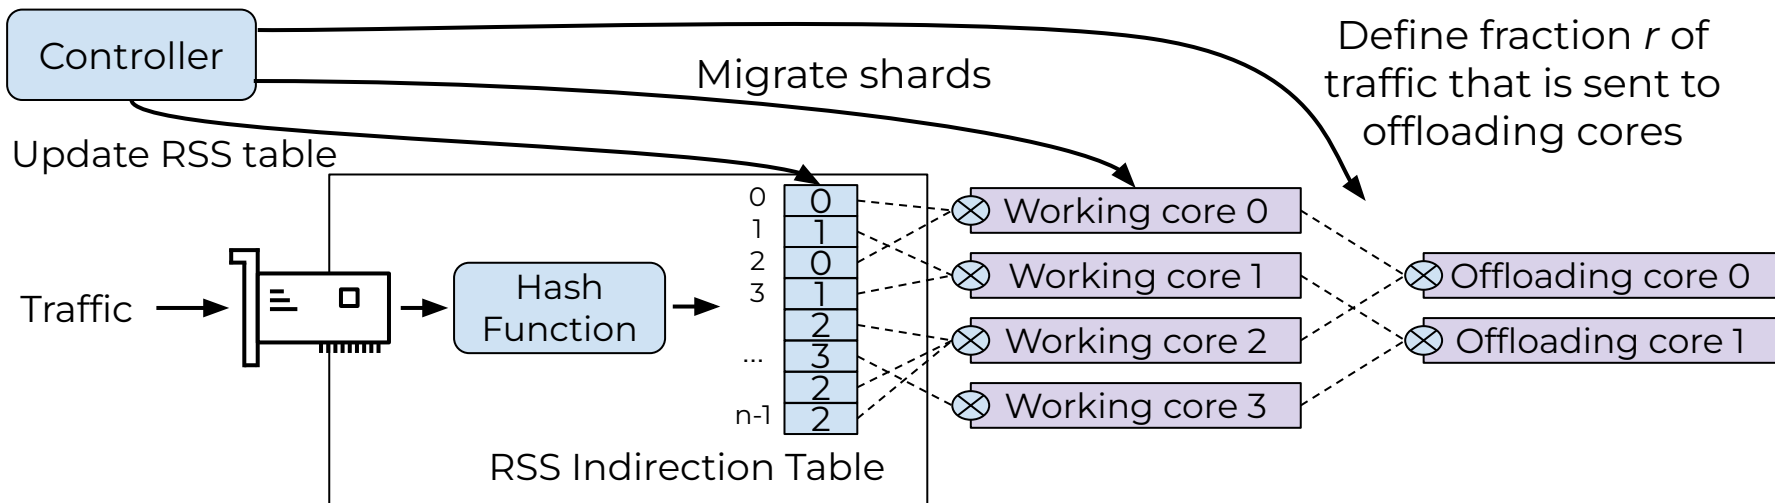 Controller
Define fraction r of
traffic that is sent to
offloading cores
Migrate shards
Update RSS table
Traffic
Hash
Function
0
1
2
3
...
n-1
0
1
0
1
2
3
2
2
RSS Indirection Table
Working core 0
Working core 1
Working core 2
Working core 3
Offloading core 0
Offloading core 1